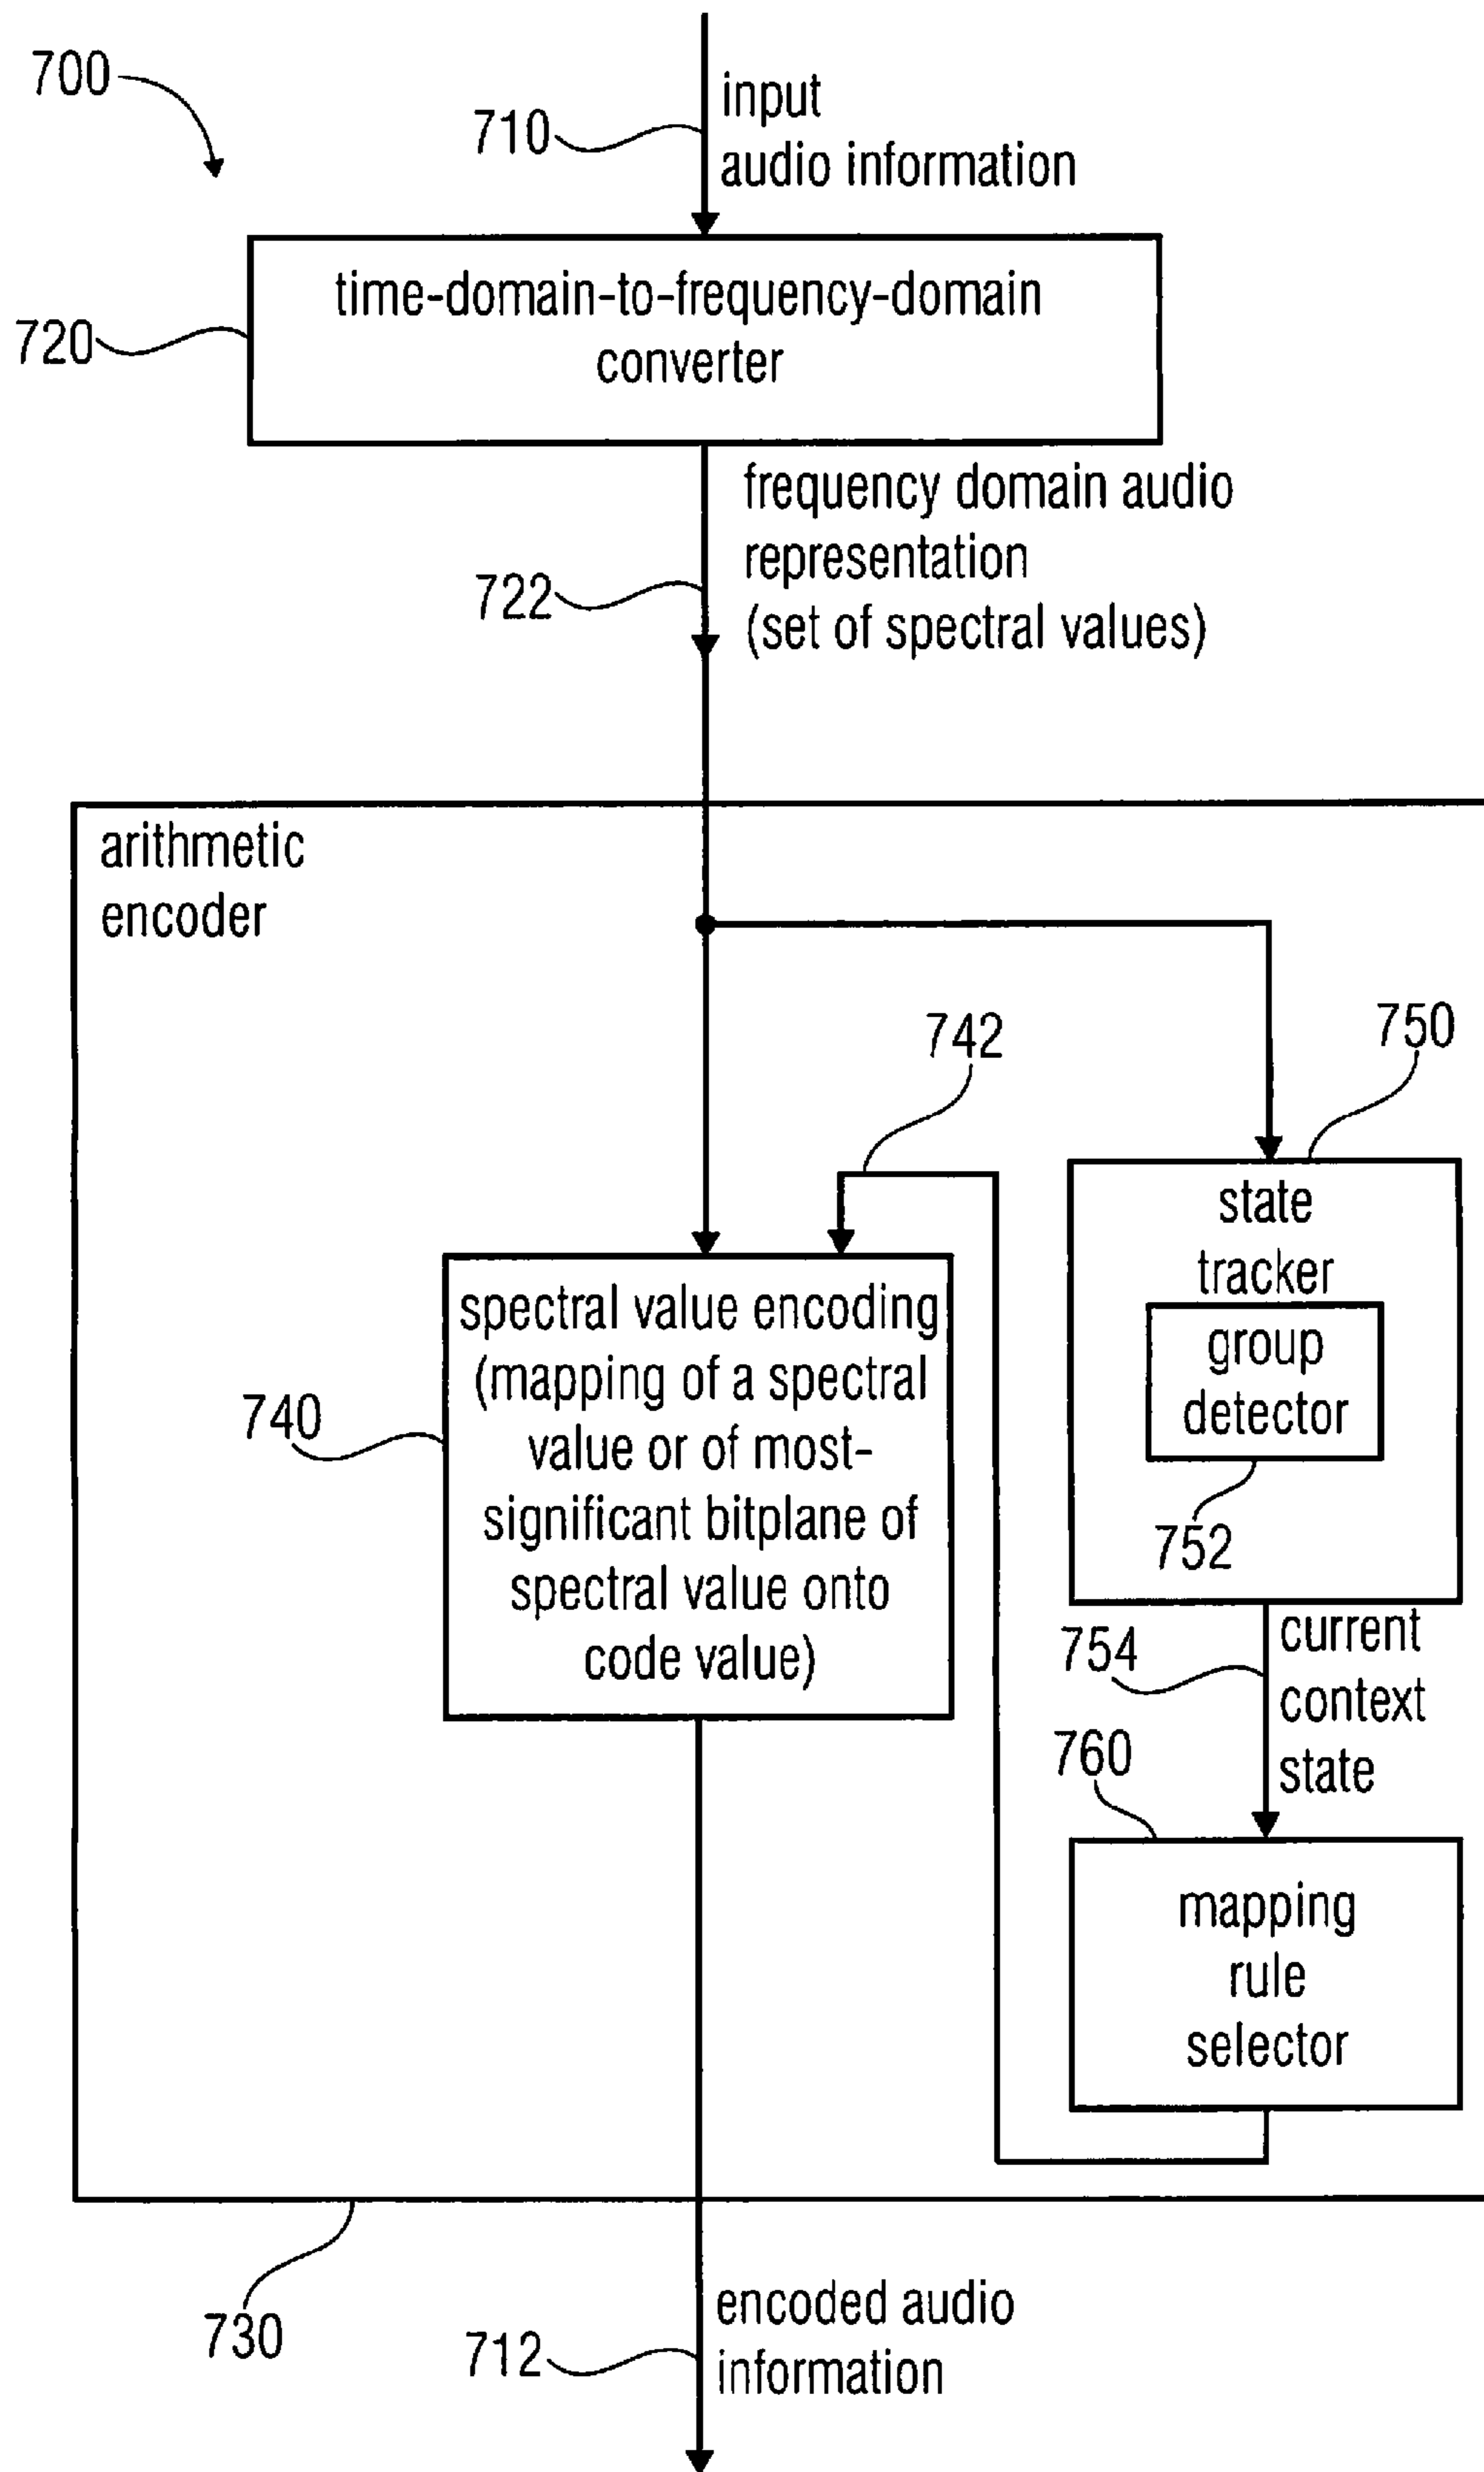 700
710
input
audio information
time-domain-to-frequency-domain
converter
720
frequency domain audio
representation
(set of spectral values)
722
arithmetic
encoder
742
750
state
tracker
group
detector
752
spectral value encoding
(mapping of a spectral
value or of most-
significant bitplane of
spectral value onto
code value)
740
754
current
context
state
760
mapping
rule
selector
730
712
encoded audio
information